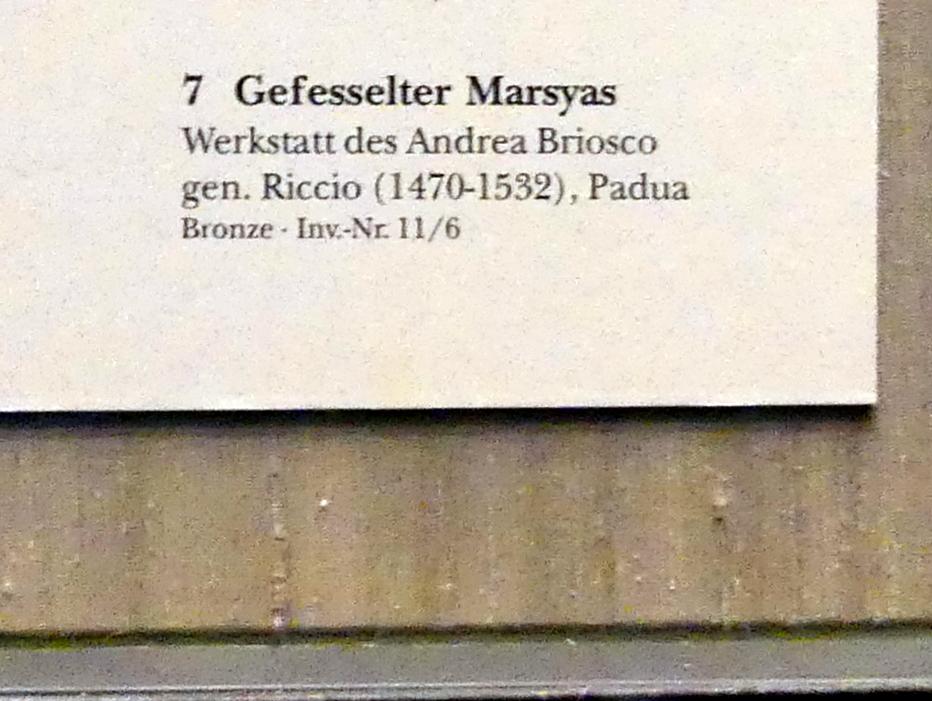 7 Gefesselter Marsyas
Werkstatt des Andrea Briosco
gen. Riccio (1470-1532), Padua
Bronze · Inv.-Nr. 11/6